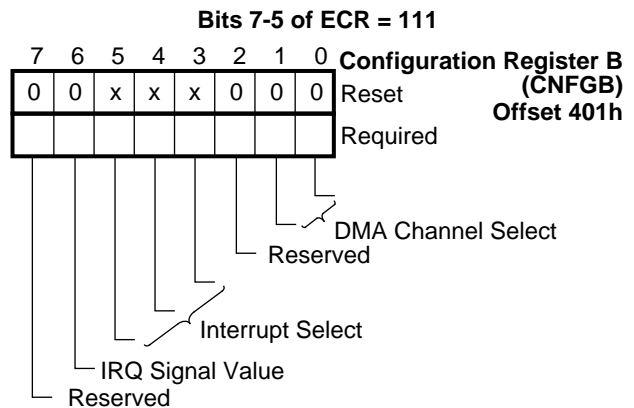 Bits 7-5 of ECR = 111
7 6 5 4 3 2 1 0 Configuration Register B
(CNFGB)
Offset 401h
0 0 x x x 0 0 0 Reset
Required
DMA Channel Select
Reserved
Interrupt Select
IRQ Signal Value
Reserved